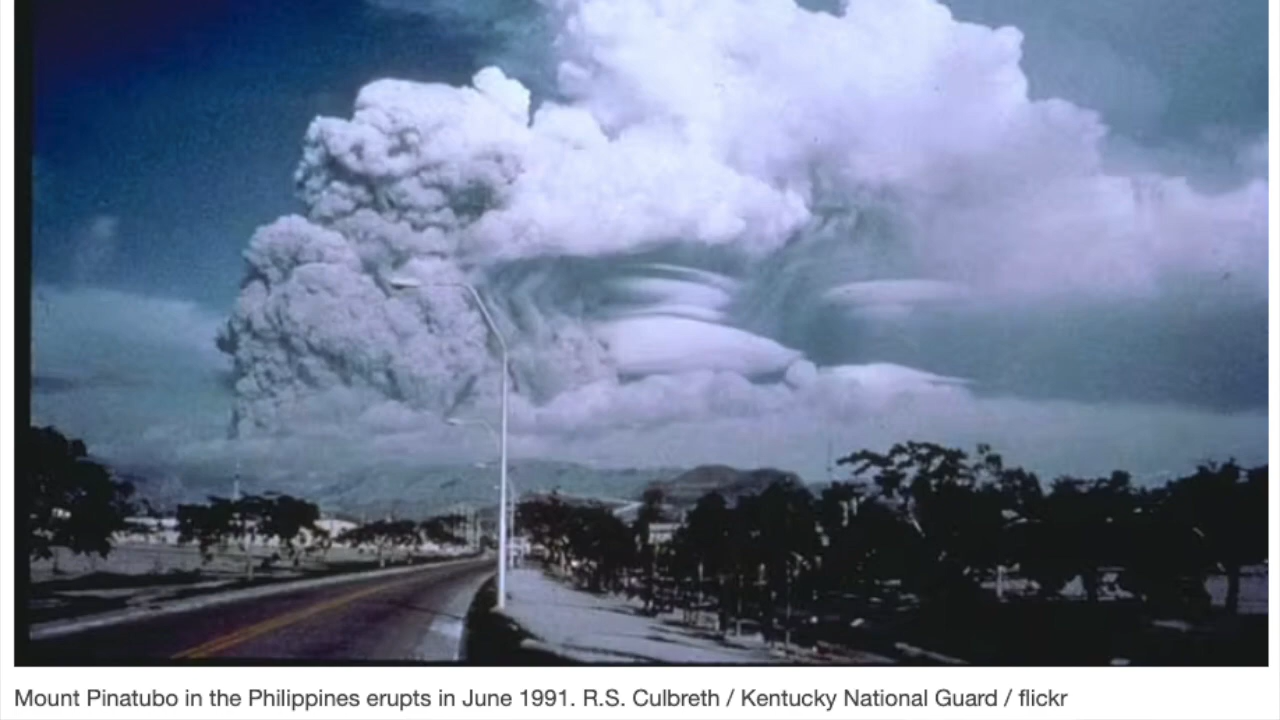 Mount Pinatubo in the Philippines erupts in June 1991. R.S. Culbreth / Kentucky National Guard / flickr